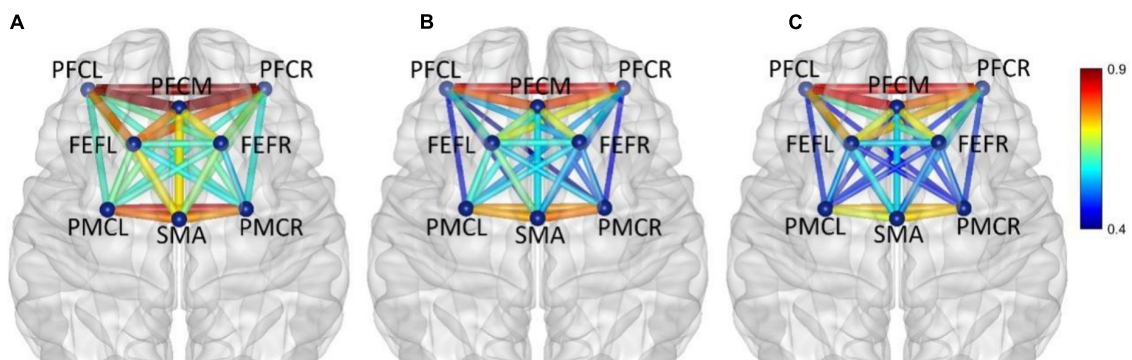 A
B
C
PFCL
PFCM
PFCR
FEFL
FEFR
PMCL
SMA
PMCR
PFCL
PFCM
PFCR
FEFL
FEFR
PMCL
SMA
PMCR
PFCL
PFCM
PFCR
FEFL
FEFR
PMCL
SMA
PMCR
0.9
0.4